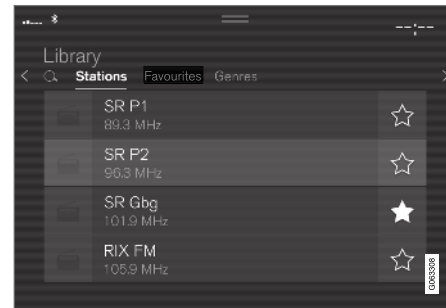 --:--
Library
Stations Favourites Genres
SR P1
89.3 MHz
SR P2
96.3 MHz
SR Gbg
101.9 MHz
RIX FM
105.9 MHz
G063308